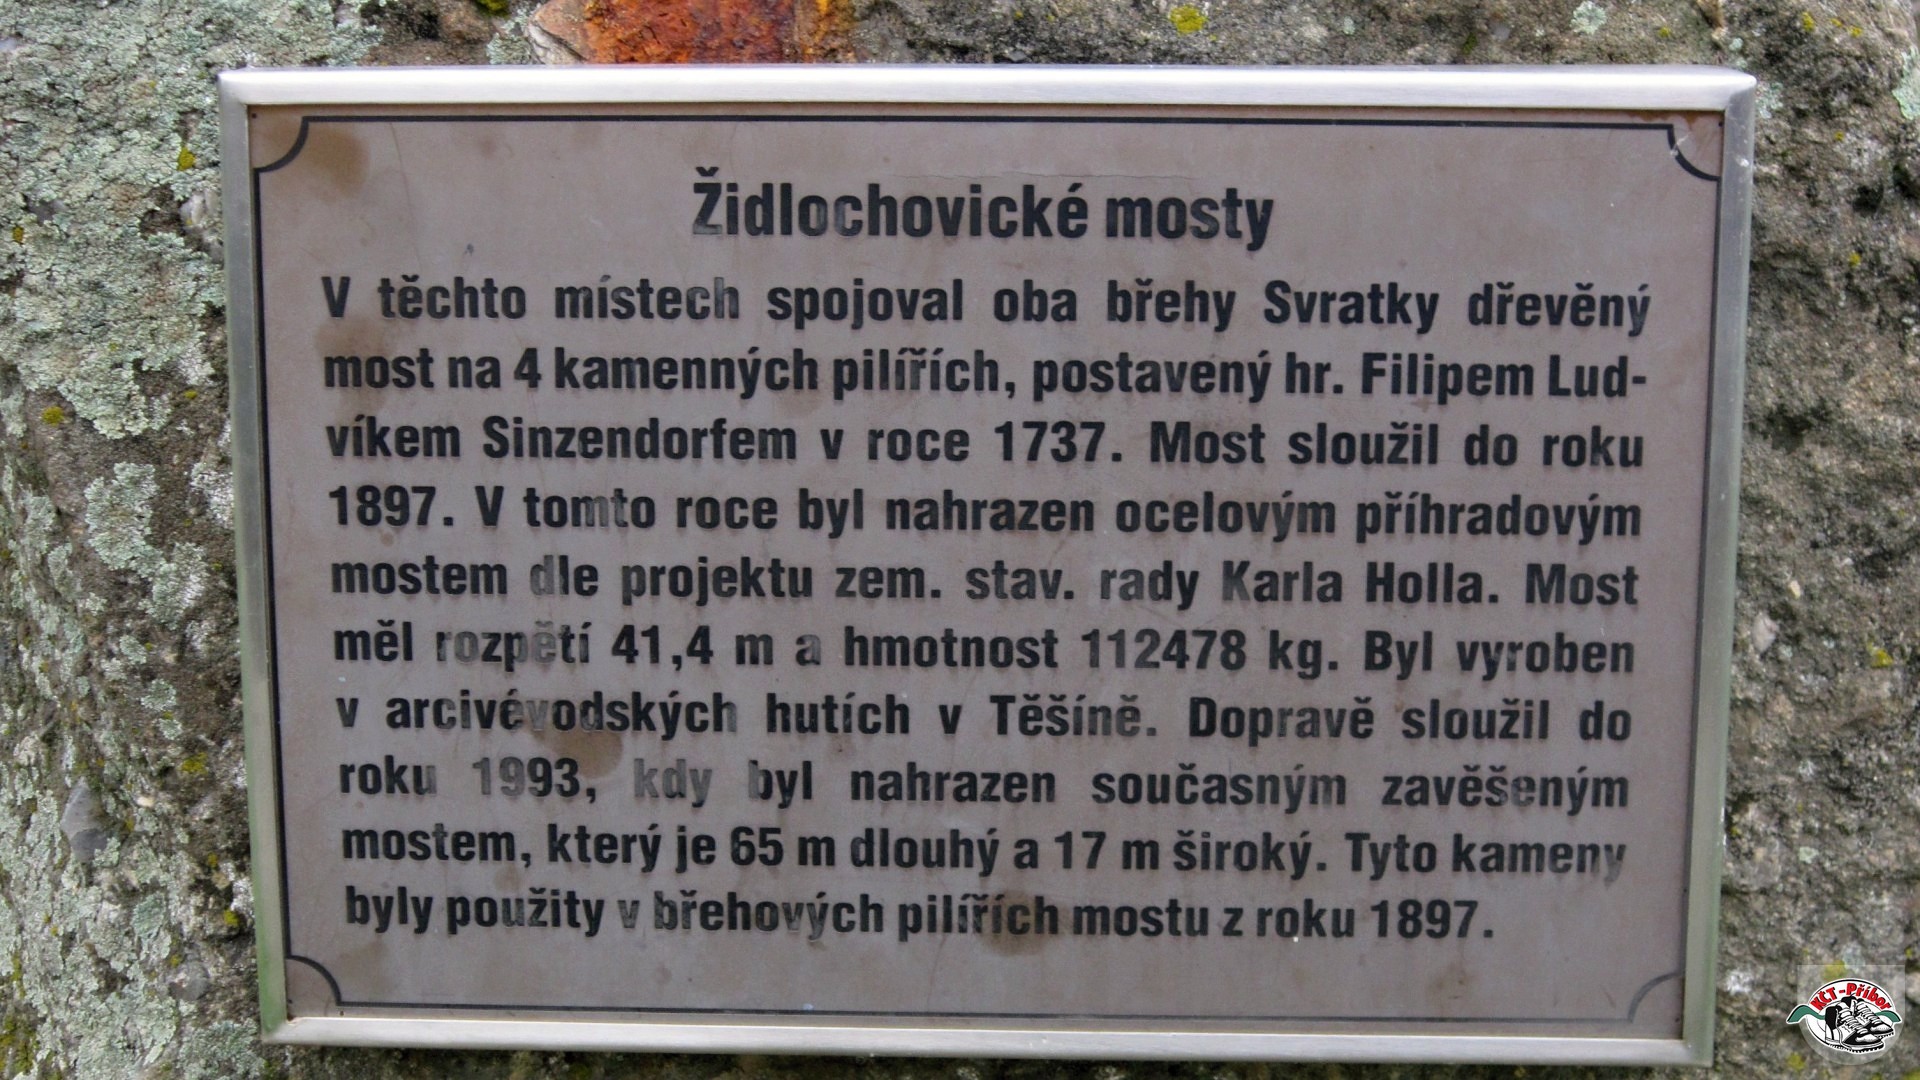 Židlochovické mosty
V těchto místech spojoval oba břehy Svratky dřevěný
most na 4 kamenných pilířích, postavený hr. Filipem Lud-
víkem Sinzendorfem v roce 1737. Most sloužil do roku
1897. V tomto roce byl nahrazen ocelovým příhradovým
mostem dle projektu zem. stav. rady Karla Holla. Most
měl rozpětí 41,4 m a hmotnost 112478 kg. Byl vyroben
v arcivévodských hutích v Těšíně. Dopravě sloužil do
roku 1993, kdy byl nahrazen současným zavěšeným
mostem, který je 65 m dlouhý a 17 m široký. Tyto kameny
byly použity v břehových pilířích mostu z roku 1897.
KČT-Příbor